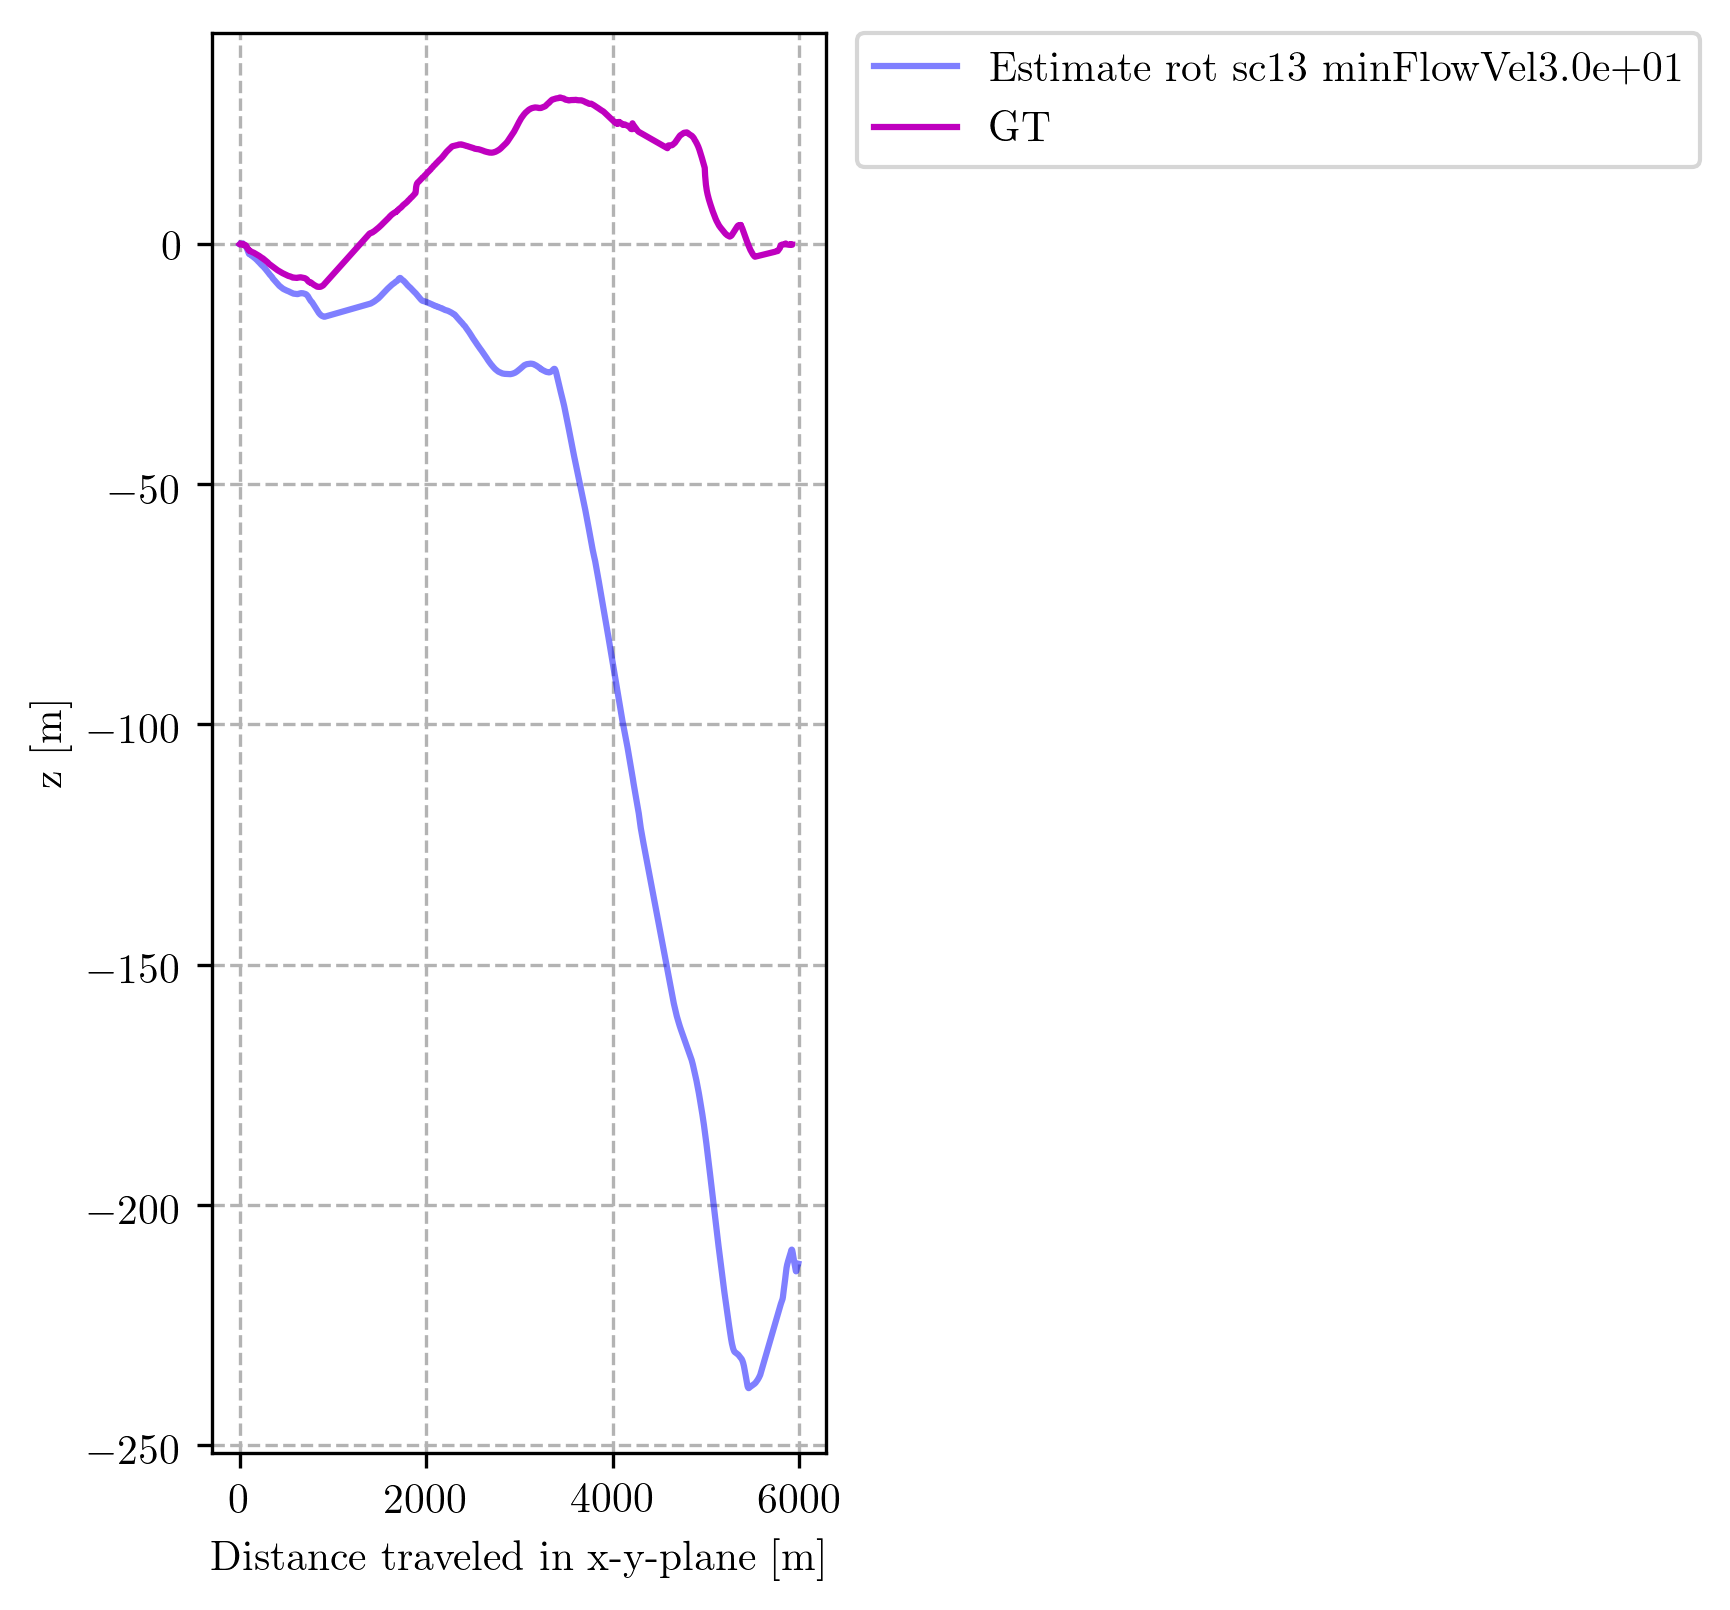 Estimate rot sc13 minFlowVel3.0e+01
GT
0
−50
−100
−150
−200
−250
z [m]
0 2000 4000 6000
Distance traveled in x-y-plane [m]